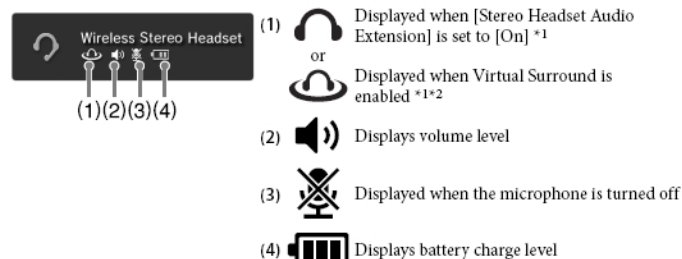 Wireless Stereo Headset
(1)(2)(3)(4)
(1) Displayed when [Stereo Headset Audio
Extension] is set to [On] *1
or
Displayed when Virtual Surround is
enabled *1*2
(2) Displays volume level
(3) Displayed when the microphone is turned off
(4) Displays battery charge level